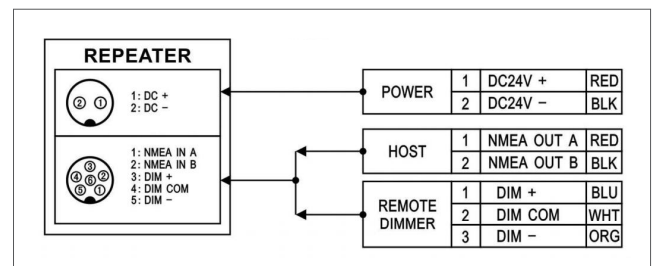 REPEATER
② ①
1: DC +
2: DC −
③
④ ⑥ ②
⑤ ①
1: NMEA IN A
2: NMEA IN B
3: DIM +
4: DIM COM
5: DIM −
POWER
1 DC24V + RED
2 DC24V − BLK
HOST
1 NMEA OUT A RED
2 NMEA OUT B BLK
REMOTE
DIMMER
1 DIM + BLU
2 DIM COM WHT
3 DIM − ORG